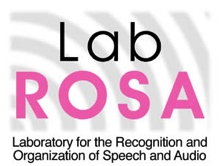 Lab
ROSA
Laboratory for the Recognition and
Organization of Speech and Audio